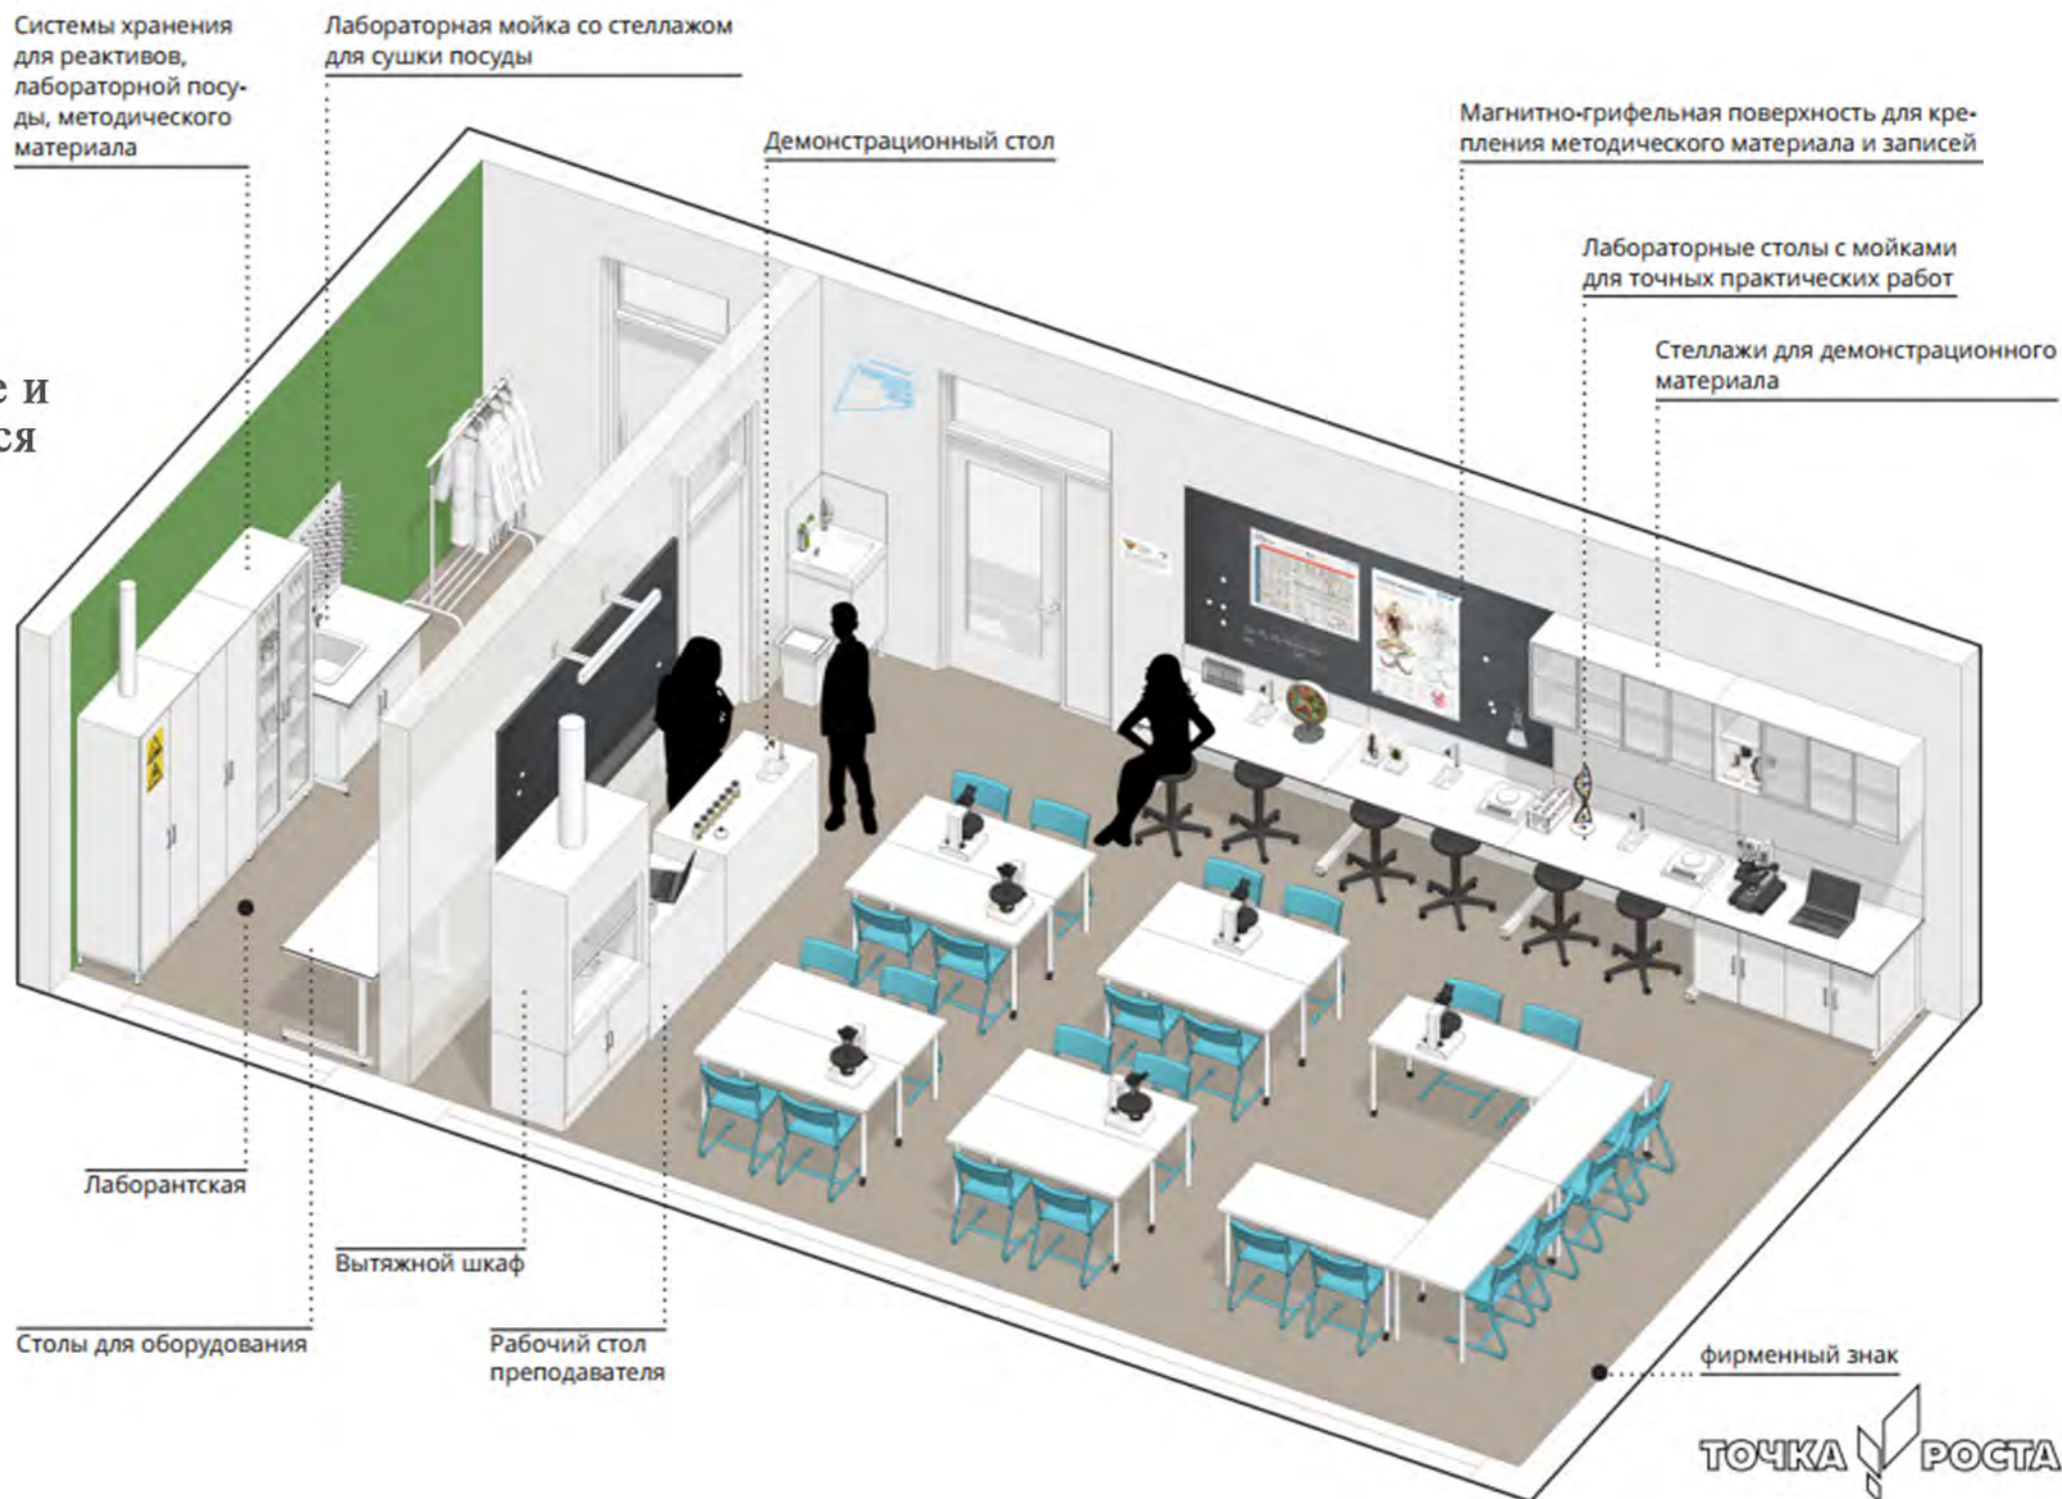 Системы хранения
для реактивов,
лабораторной посу-
ды, методического
материала
Лабораторная мойка со стеллажом
для сушки посуды
Демонстрационный стол
Магнитно-грифельная поверхность для кре-
пления методического материала и записей
Лабораторные столы с мойками
для точных практических работ
Стеллажи для демонстрационного
материала
е и
ся
Лаборантская
Вытяжной шкаф
Столы для оборудования
Рабочий стол
преподавателя
фирменный знак
ТОЧКА РОСТА